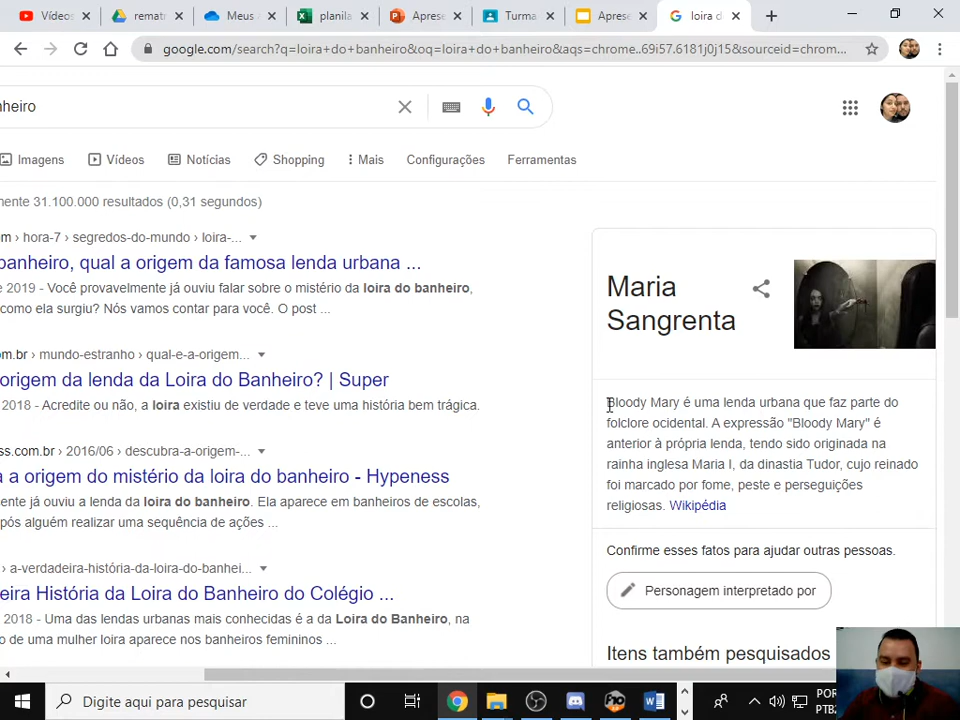 Vídeos
rematr
Meus
planila
Aprese
Turma
Aprese
loira d
google.com/search?q=loira+do+banheiro&oq=loira+do+banheiro&aqs=chrome..69i57.6181j0j15&sourceid=chrom...
nheiro
Imagens Vídeos Notícias Shopping Mais Configurações Ferramentas
mente 31.100.000 resultados (0,31 segundos)
om › hora-7 › segredos-do-mundo › loira-...
banheiro, qual a origem da famosa lenda urbana ...
e 2019 - Você provavelmente já ouviu falar sobre o mistério da loira do banheiro,
como ela surgiu? Nós vamos contar para você. O post ...
om.br › mundo-estranho › qual-e-a-origem...
origem da lenda da Loira do Banheiro? | Super
2018 - Acredite ou não, a loira existiu de verdade e teve uma história bem trágica.
ss.com.br › 2016/06 › descubra-a-origem-...
a a origem do mistério da loira do banheiro - Hypeness
cente já ouviu a lenda da loira do banheiro. Ela aparece em banheiros de escolas,
pós alguém realizar uma sequência de ações ...
› a-verdadeira-história-da-loira-do-banhei...
eira História da Loira do Banheiro do Colégio ...
2018 - Uma das lendas urbanas mais conhecidas é a da Loira do Banheiro, na
o de uma mulher loira aparece nos banheiros femininos ...
Maria
Sangrenta
Bloody Mary é uma lenda urbana que faz parte do
folclore ocidental. A expressão "Bloody Mary" é
anterior à própria lenda, tendo sido originada na
rainha inglesa Maria I, da dinastia Tudor, cujo reinado
foi marcado por fome, peste e perseguições
religiosas. Wikipédia
Confirme esses fatos para ajudar outras pessoas.
Personagem interpretado por
Itens também pesquisados
Digite aqui para pesquisar
POR
PTB2